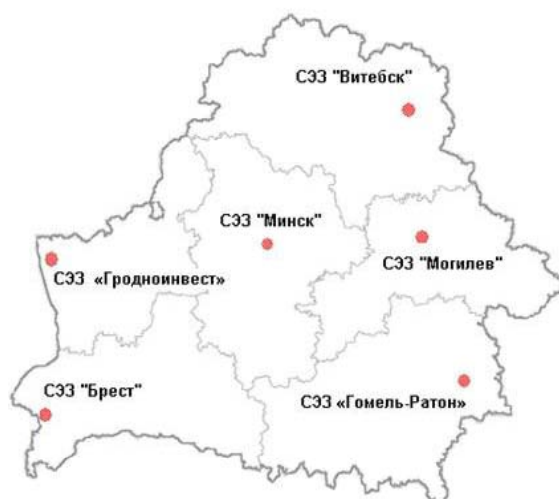 СЭЗ "Витебск"
СЭЗ "Минск"
СЭЗ "Могилев"
СЭЗ «Гродноинвест»
СЭЗ "Брест"
СЭЗ «Гомель-Ратон»